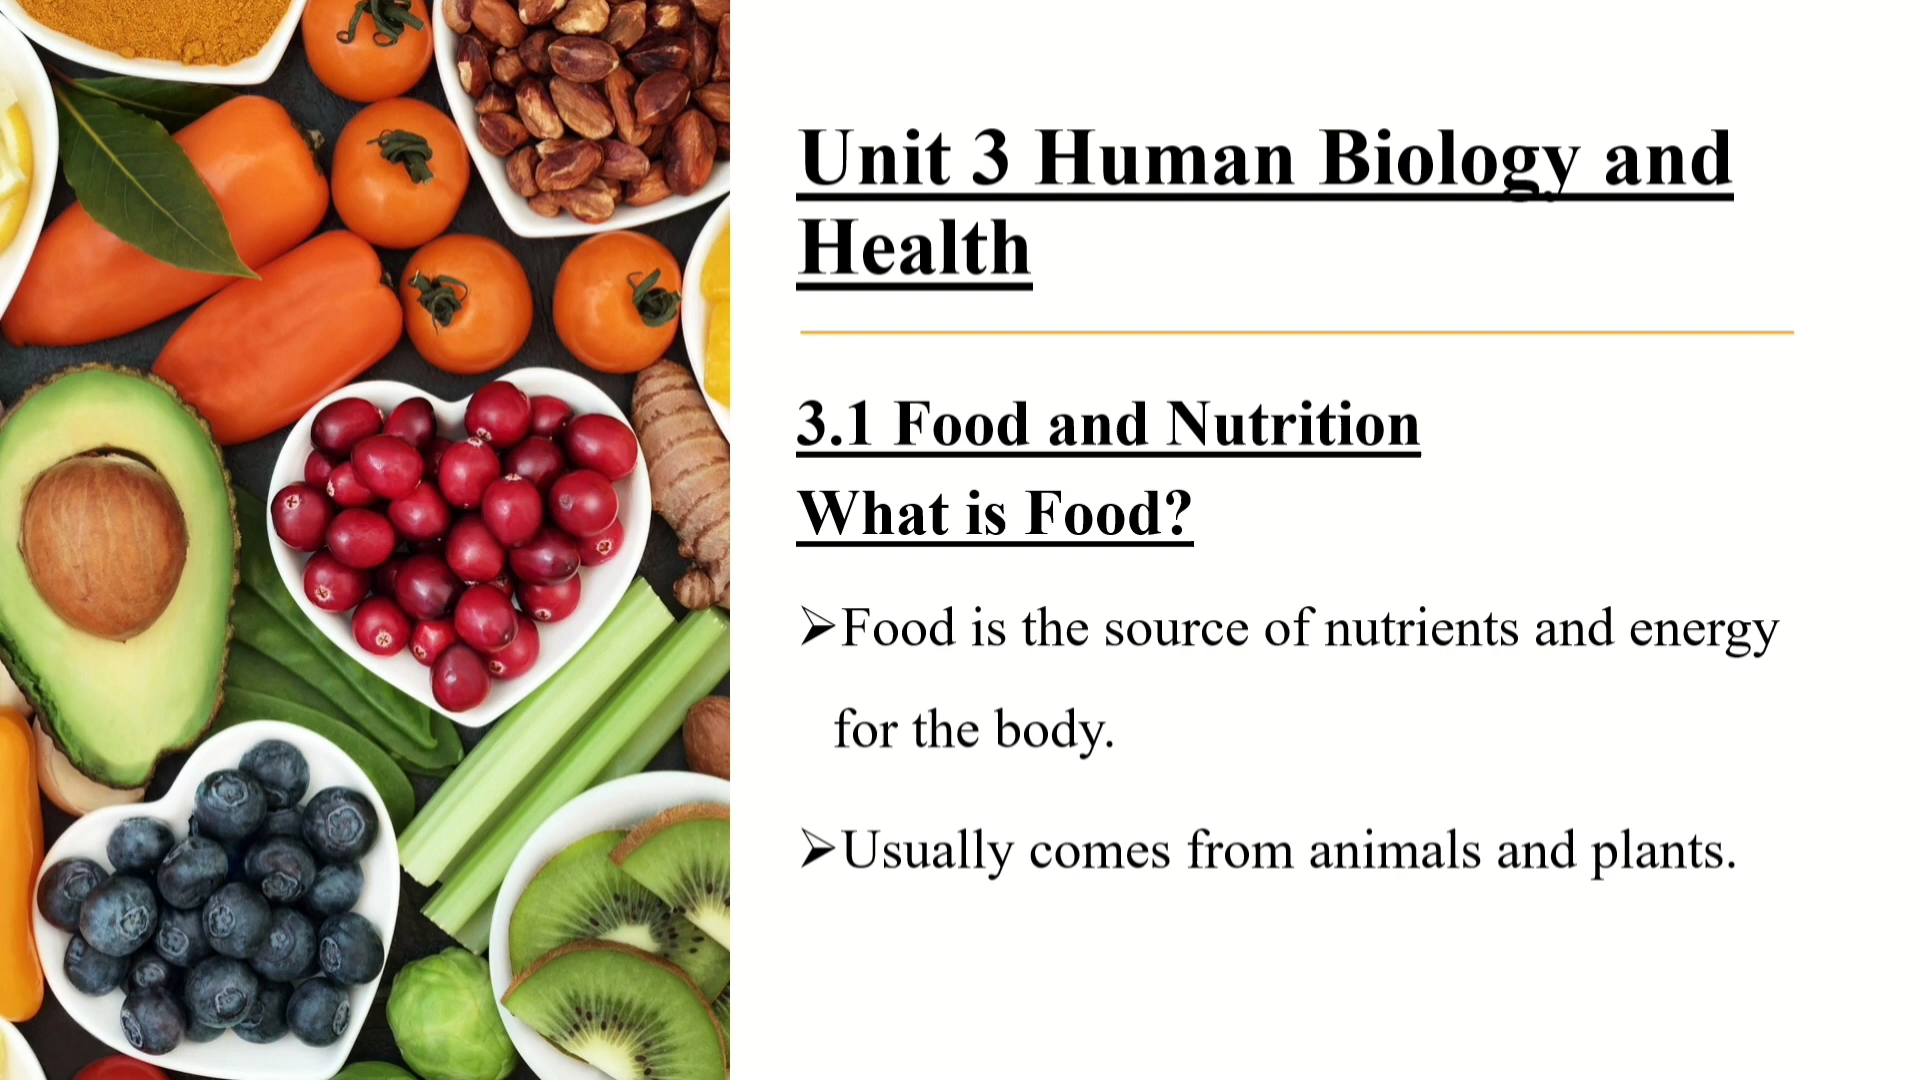 Unit 3 Human Biology and
Health
3.1 Food and Nutrition
What is Food?
➢Food is the source of nutrients and energy
for the body.
➢Usually comes from animals and plants.